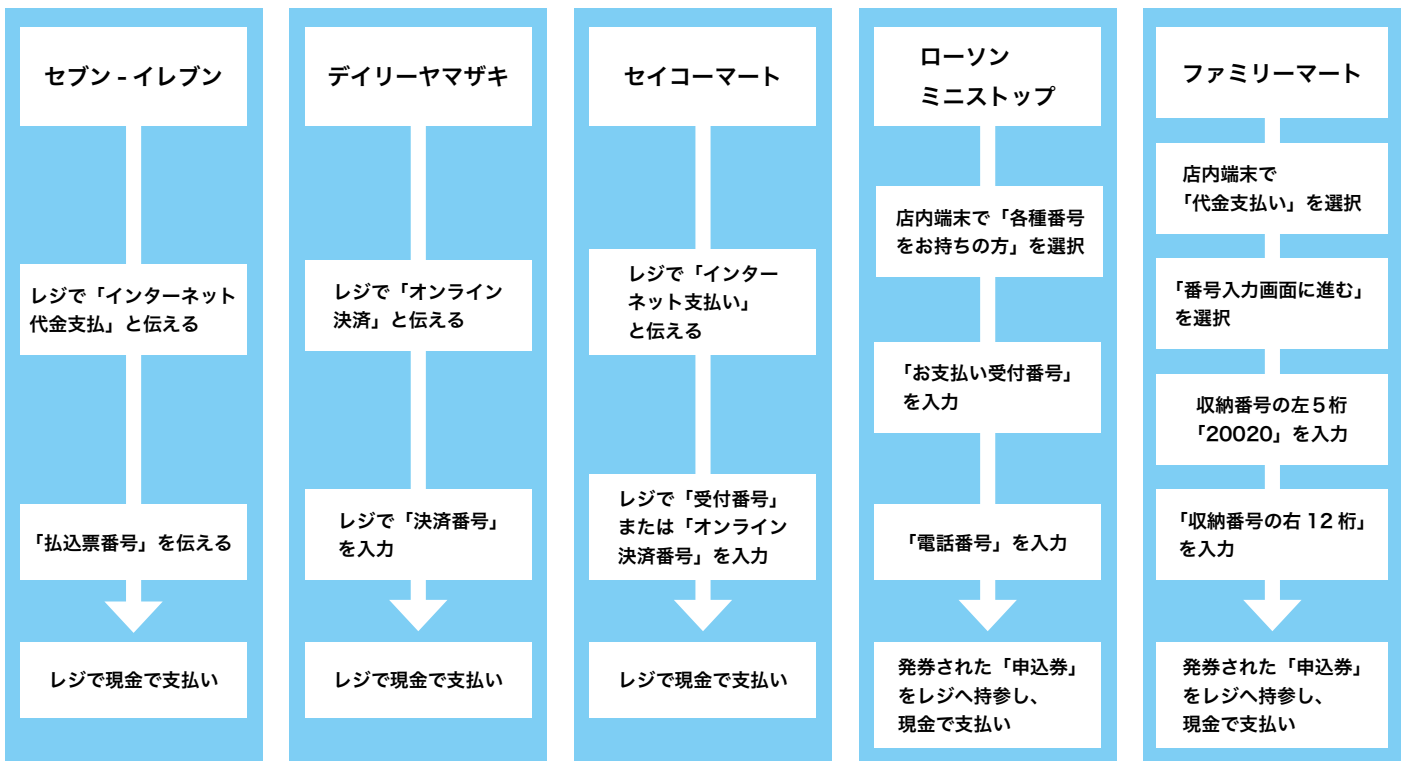 セブン - イレブン
レジで「インターネット
代金支払」と伝える
「払込票番号」を伝える
レジで現金で支払い
デイリーヤマザキ
レジで「オンライン
決済」と伝える
レジで「決済番号」
を入力
レジで現金で支払い
セイコーマート
レジで「インター
ネット支払い」
と伝える
レジで「受付番号」
または「オンライン
決済番号」を入力
レジで現金で支払い
ローソン
ミニストップ
店内端末で「各種番号
をお持ちの方」を選択
「お支払い受付番号」
を入力
「電話番号」を入力
発券された「申込券」
をレジへ持参し、
現金で支払い
ファミリーマート
店内端末で
「代金支払い」を選択
「番号入力画面に進む」
を選択
収納番号の左５桁
「20020」を入力
「収納番号の右 12 桁」
を入力
発券された「申込券」
をレジへ持参し、
現金で支払い